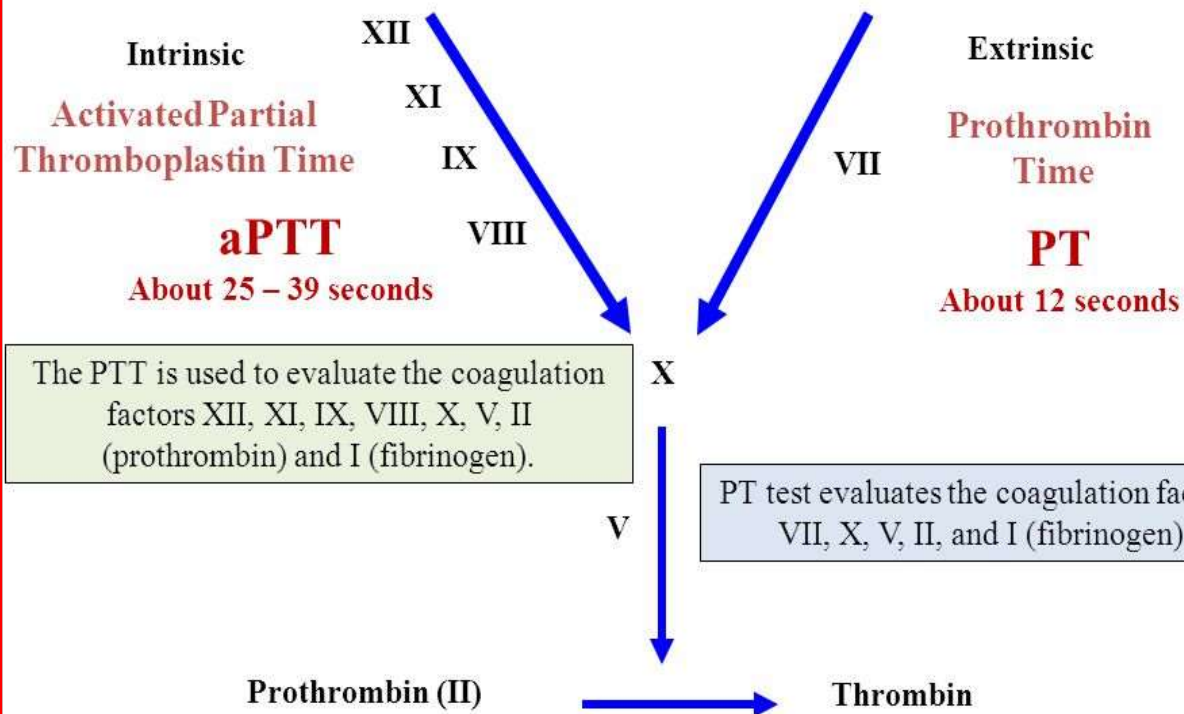 XII
Intrinsic
Extrinsic
XI
Activated Partial
Thromboplastin Time
Prothrombin
Time
IX
VII
VIII
aPTT
About 25 – 39 seconds
PT
About 12 seconds
The PTT is used to evaluate the coagulation
factors XII, XI, IX, VIII, X, V, II
(prothrombin) and I (fibrinogen).
X
PT test evaluates the coagulation
VII, X, V, II, and I (fibrinogen)
V
Prothrombin (II)
Thrombin